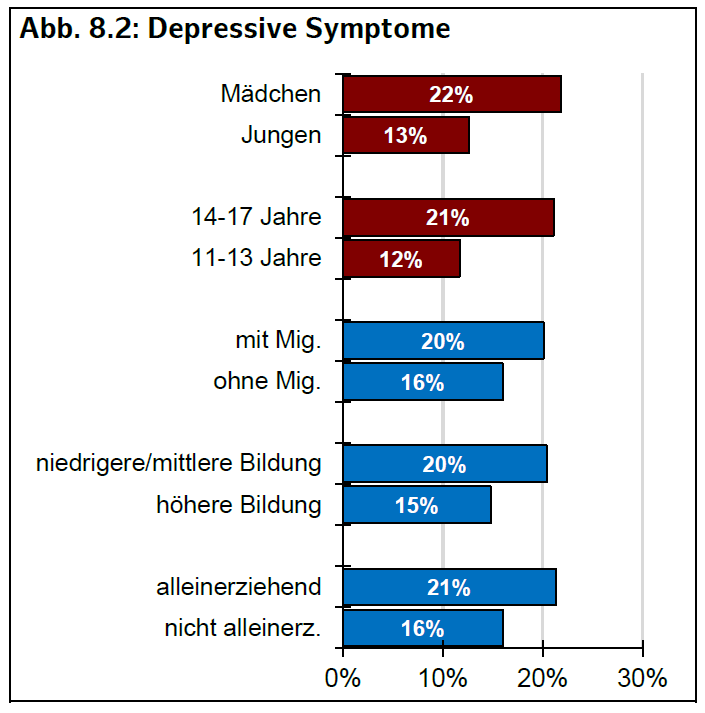 Abb. 8.2: Depressive Symptome
Mädchen 22%
Jungen 13%
14-17 Jahre 21%
11-13 Jahre 12%
mit Mig. 20%
ohne Mig. 16%
niedrigere/mittlere Bildung 20%
höhere Bildung 15%
alleinerziehend 21%
nicht alleinerz. 16%
0% 10% 20% 30%